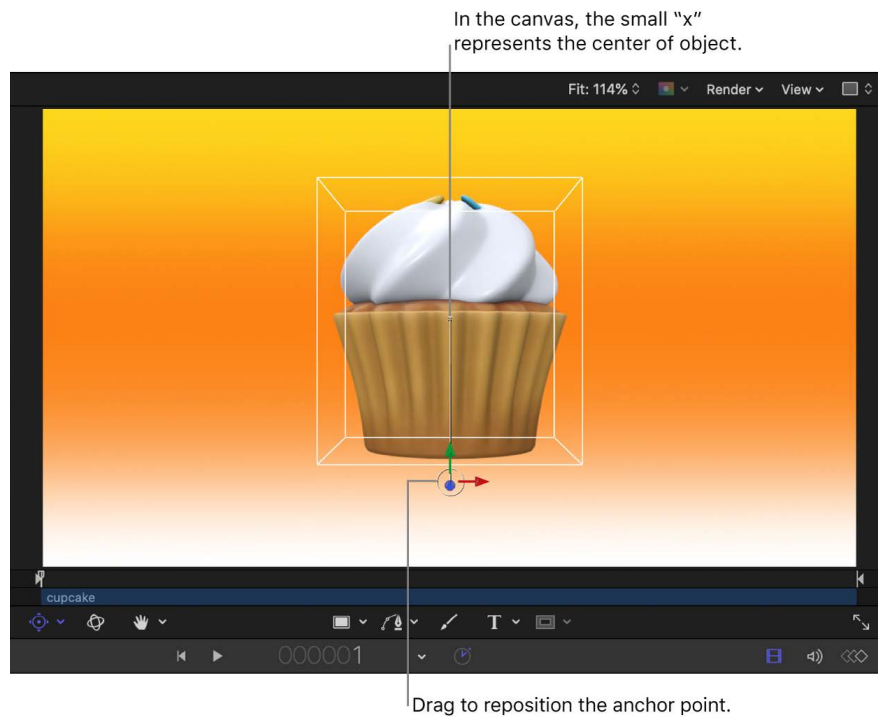 In the canvas, the small “x”
represents the center of object.
Fit: 114% Render View
cupcake
T
000001
Drag to reposition the anchor point.